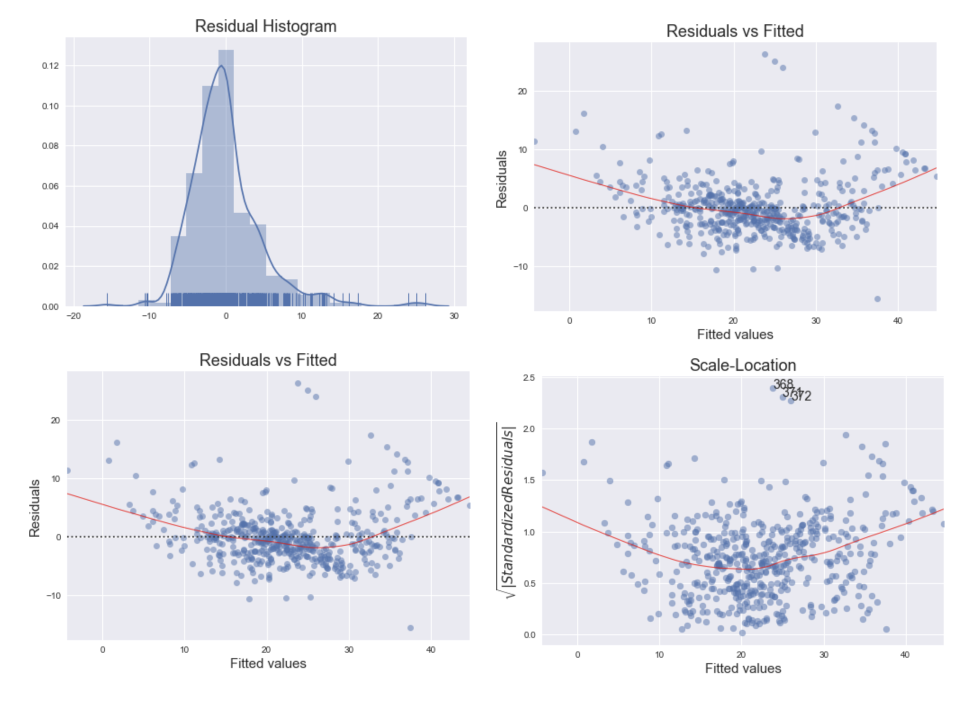 Residual Histogram
0.12
0.10
0.08
0.06
0.04
0.02
0.00
−20 −10 0 10 20 30
Residuals vs Fitted
Residuals
20
10
0
−10
0 10 20 30 40
Fitted values
Residuals vs Fitted
Residuals
20
10
0
−10
0 10 20 30 40
Fitted values
Scale-Location
√|StandardizedResiduals|
2.5
2.0
1.5
1.0
0.5
0.0
368
371
372
0 10 20 30 40
Fitted values